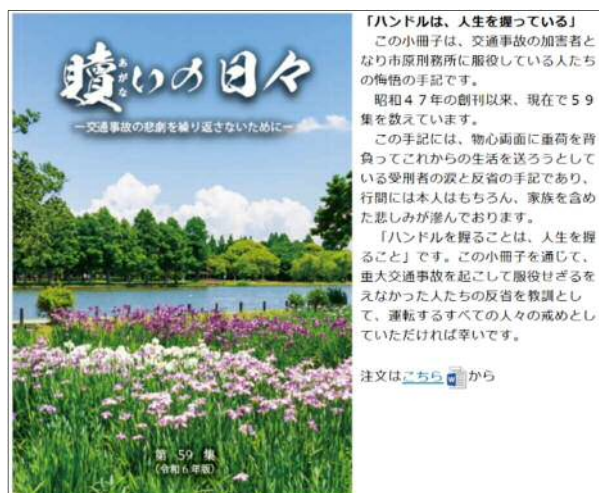 贖いの日々
あがな
―交通事故の悲劇を繰り返さないために―
第 59 集
(令和6年版)
「ハンドルは、人生を握っている」
この小冊子は、交通事故の加害者と
なり市原刑務所に服役している人たち
の悔悟の手記です。
昭和４７年の創刊以来、現在で５９
集を数えています。
この手記には、物心両面に重荷を背
負ってこれからの生活を送ろうとして
いる受刑者の涙と反省の手記であり、
行間には本人はもちろん、家族を含め
た悲しみが滲んでおります。
「ハンドルを握ることは、人生を握
ること」です。この小冊子を通じて、
重大交通事故を起こして服役せざるを
えなかった人たちの反省を教訓とし
て、運転するすべての人々の戒めとし
ていただければ幸いです。
注文はこちら から